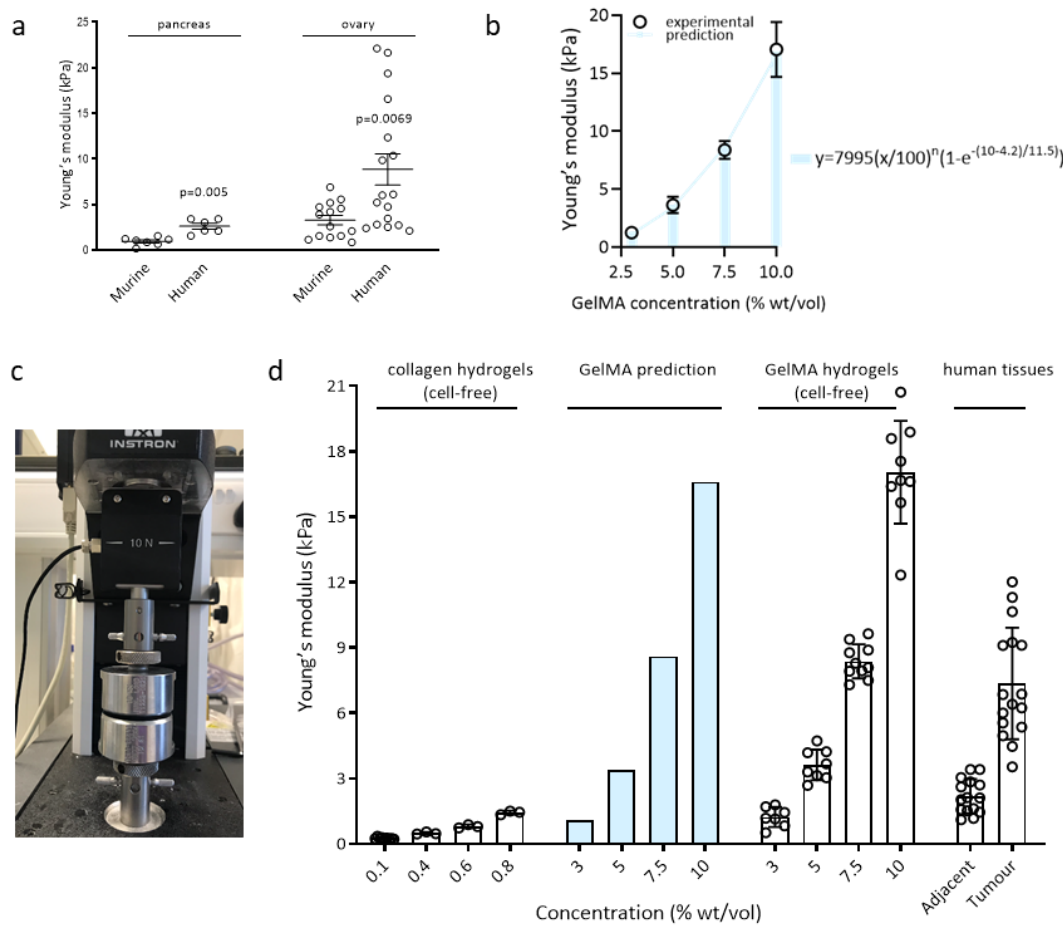 a
pancreas
ovary
25
20
15
10
5
0
Young's modulus (kPa)
p=0.005
p=0.0069
Murine
Human
Murine
Human
b
20
15
10
5
0
Young's modulus (kPa)
experimental
prediction
y=7995(x/100)ⁿ(1-e^-(10-4.2)/11.5)
2.5
5.0
7.5
10.0
GelMA concentration (% wt/vol)
c
INSTRON
10 N
d
collagen hydrogels
(cell-free)
GelMA prediction
GelMA hydrogels
(cell-free)
human tissues
21
18
15
12
9
6
3
0
Young's modulus (kPa)
0.1
0.4
0.6
0.8
3
5
7.5
10
3
5
7.5
10
Adjacent
Tumour
Concentration (% wt/vol)